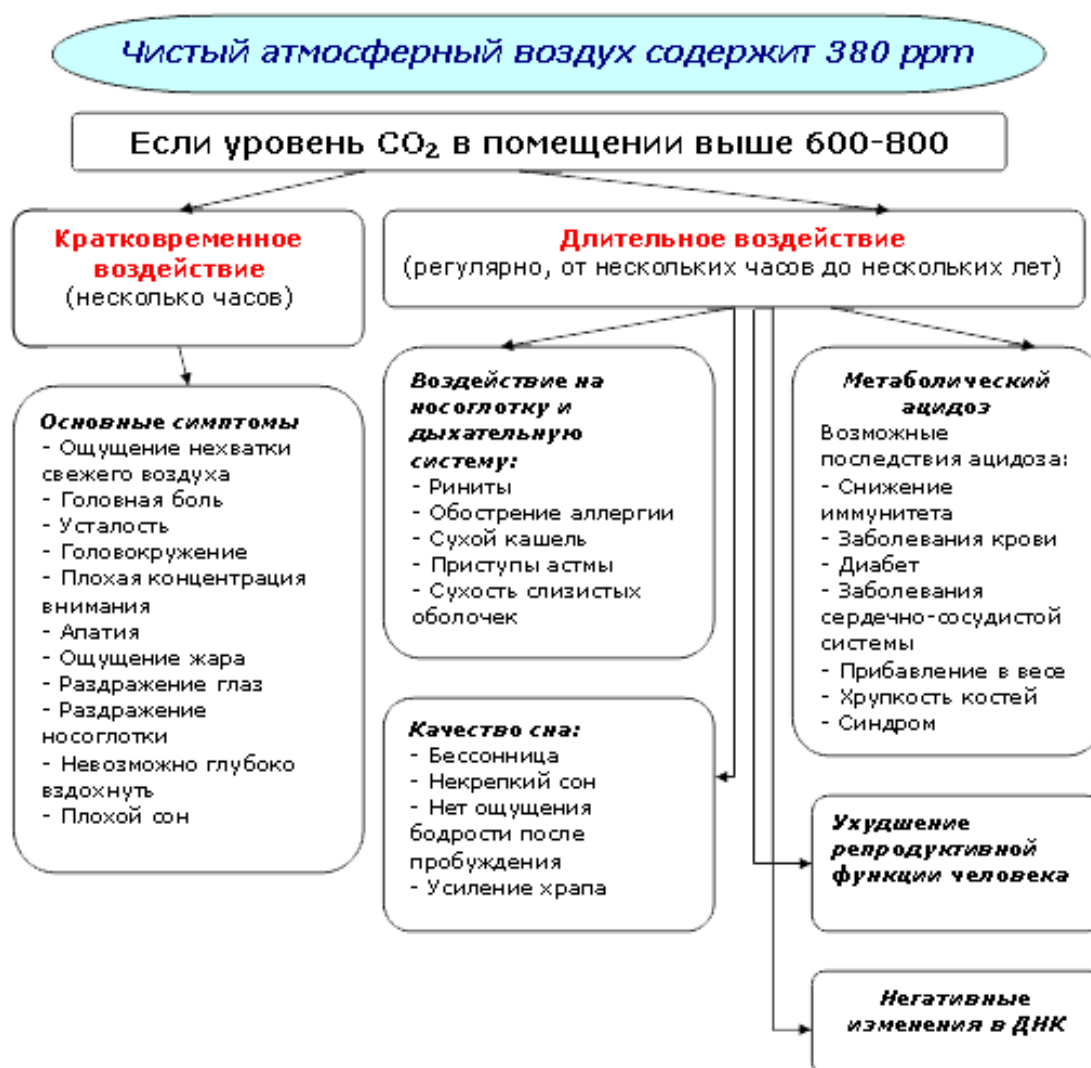 Чистый атмосферный воздух содержит 380 ppm
Если уровень CO₂ в помещении выше 600-800
Кратковременное
воздействие
(несколько часов)
Длительное воздействие
(регулярно, от нескольких часов до нескольких лет)
Основные симптомы
- Ощущение нехватки
свежего воздуха
- Головная боль
- Усталость
- Головокружение
- Плохая концентрация
внимания
- Апатия
- Ощущение жара
- Раздражение глаз
- Раздражение
носоглотки
- Невозможно глубоко
вздохнуть
- Плохой сон
Воздействие на
носоглотку и
дыхательную
систему:
- Риниты
- Обострение аллергии
- Сухой кашель
- Приступы астмы
- Сухость слизистых
оболочек
Качество сна:
- Бессонница
- Некрепкий сон
- Нет ощущения
бодрости после
пробуждения
- Усиление храпа
Метаболический
ацидоз
Возможные
последствия ацидоза:
- Снижение
иммунитета
- Заболевания крови
- Диабет
- Заболевания
сердечно-сосудистой
системы
- Прибавление в весе
- Хрупкость костей
- Синдром
Ухудшение
репродуктивной
функции человека
Негативные
изменения в ДНК